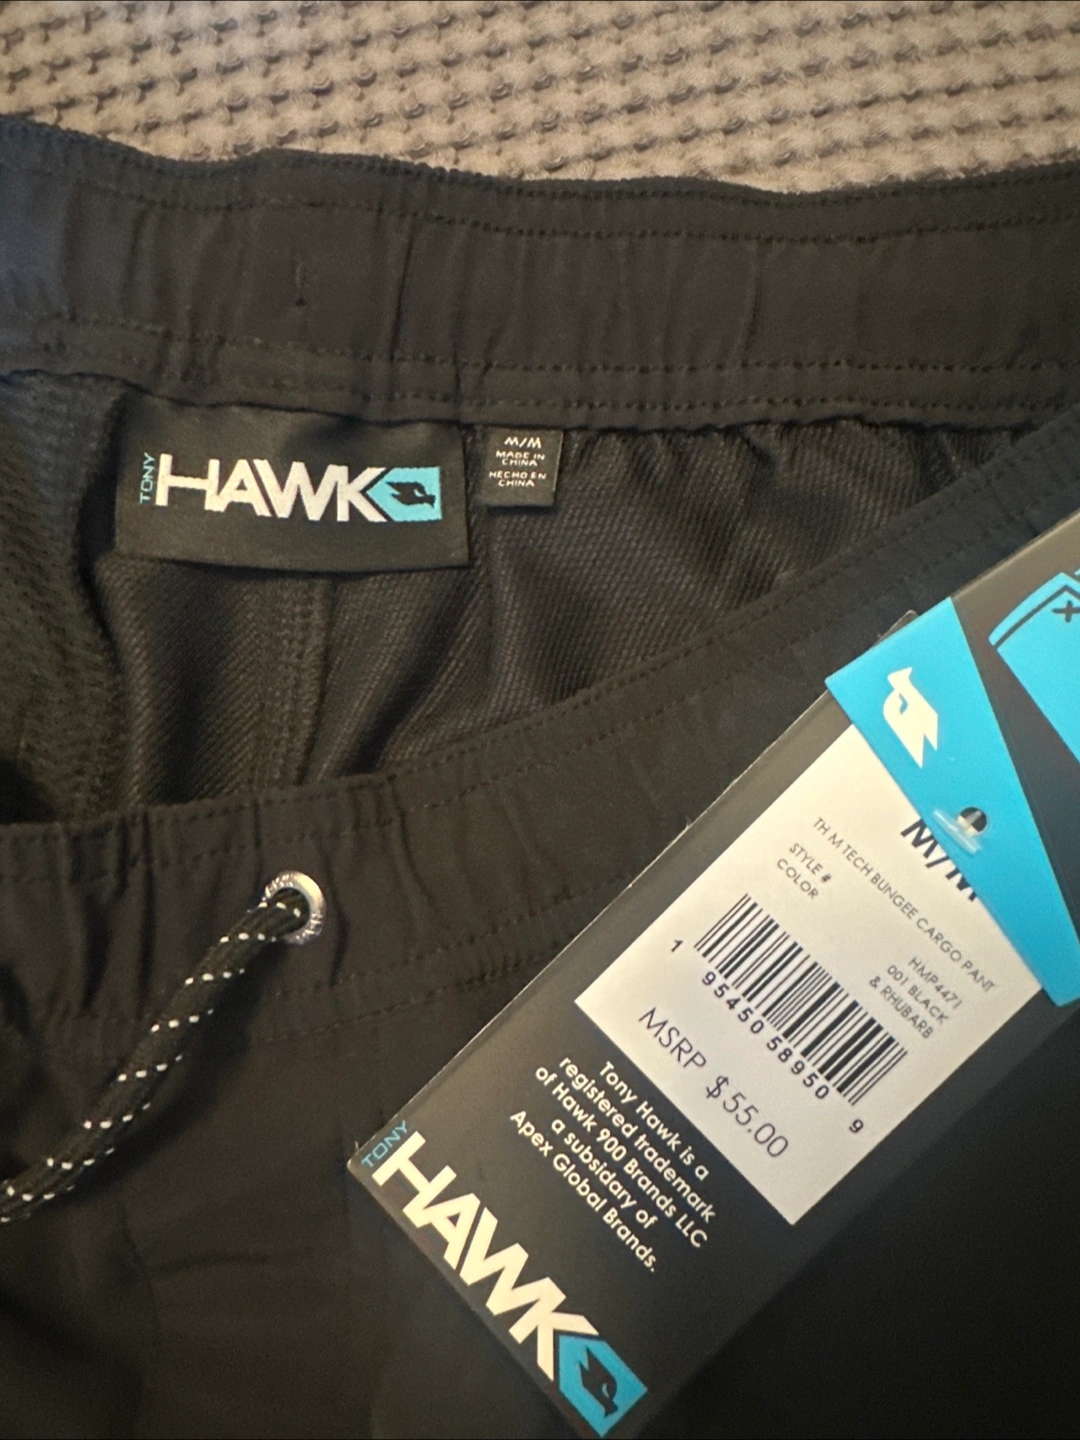 TONY HAWK
M/M
MADE IN
CHINA
HECHO EN
CHINA
M/M
TH M TECH BUNGEE CARGO PANT
STYLE # HMP4471
COLOR 001 BLACK
& RHUBARB
1 95450 58950 9
MSRP $55.00
Tony Hawk is a
registered trademark
of Hawk 900 Brands LLC
a subsidary of
Apex Global Brands.
TONY HAWK